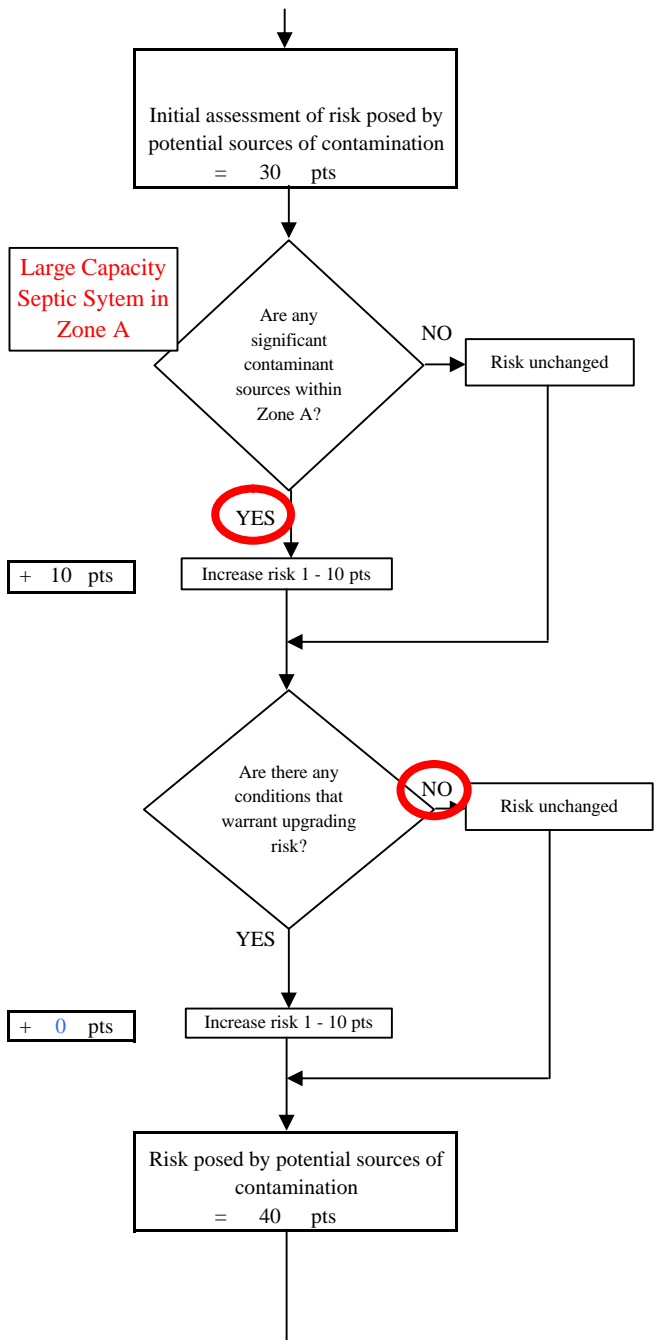 Initial assessment of risk posed by
potential sources of contamination
= 30 pts
Large Capacity
Septic Sytem in
Zone A
Are any
significant
contaminant
sources within
Zone A?
NO
Risk unchanged
YES
+ 10 pts
Increase risk 1 - 10 pts
Are there any
conditions that
warrant upgrading
risk?
NO
Risk unchanged
YES
+ 0 pts
Increase risk 1 - 10 pts
Risk posed by potential sources of
contamination
= 40 pts